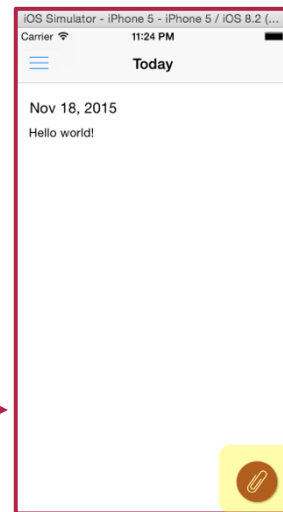 iOS Simulator - iPhone 5 - iPhone 5 / iOS 8.2 (...
Carrier 11:24 PM
Today
Nov 18, 2015
Hello world!